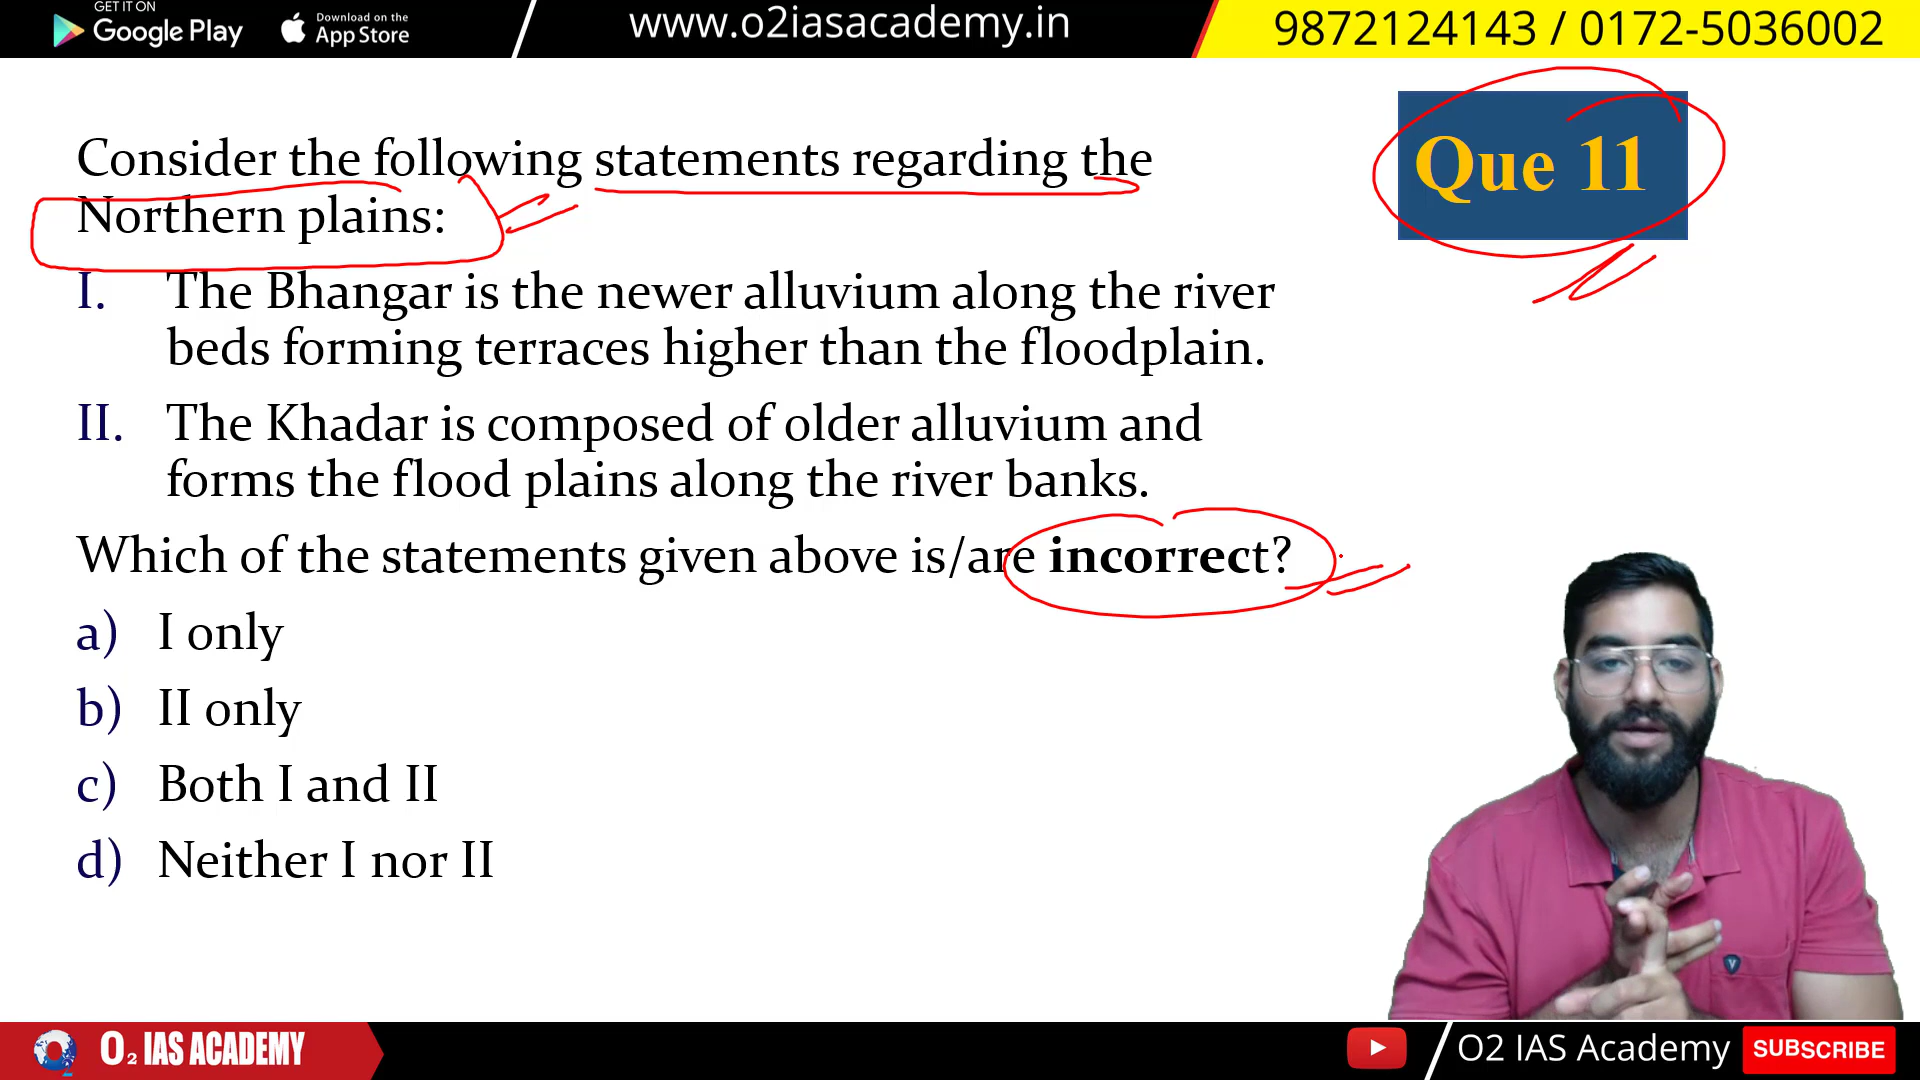 GET IT ON
Google Play
Download on the
App Store
www.o2iasacademy.in
9872124143 / 0172-5036002
Que 11
Consider the following statements regarding the
Northern plains:
I. The Bhangar is the newer alluvium along the river
beds forming terraces higher than the floodplain.
II. The Khadar is composed of older alluvium and
forms the flood plains along the river banks.
Which of the statements given above is/are incorrect?
a) I only
b) II only
c) Both I and II
d) Neither I nor II
O2 IAS ACADEMY
O2 IAS Academy
SUBSCRIBE